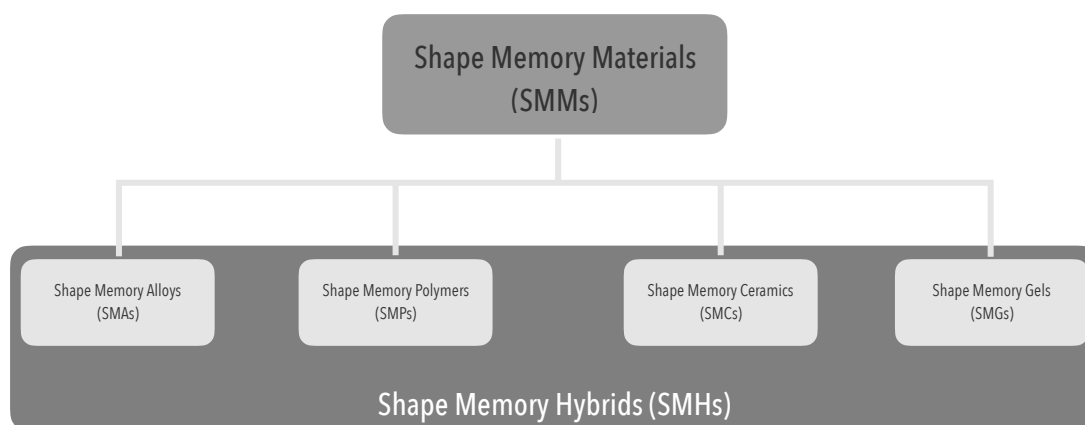 Shape Memory Materials
(SMMs)
Shape Memory Alloys
(SMAs)
Shape Memory Polymers
(SMPs)
Shape Memory Ceramics
(SMCs)
Shape Memory Gels
(SMGs)
Shape Memory Hybrids (SMHs)